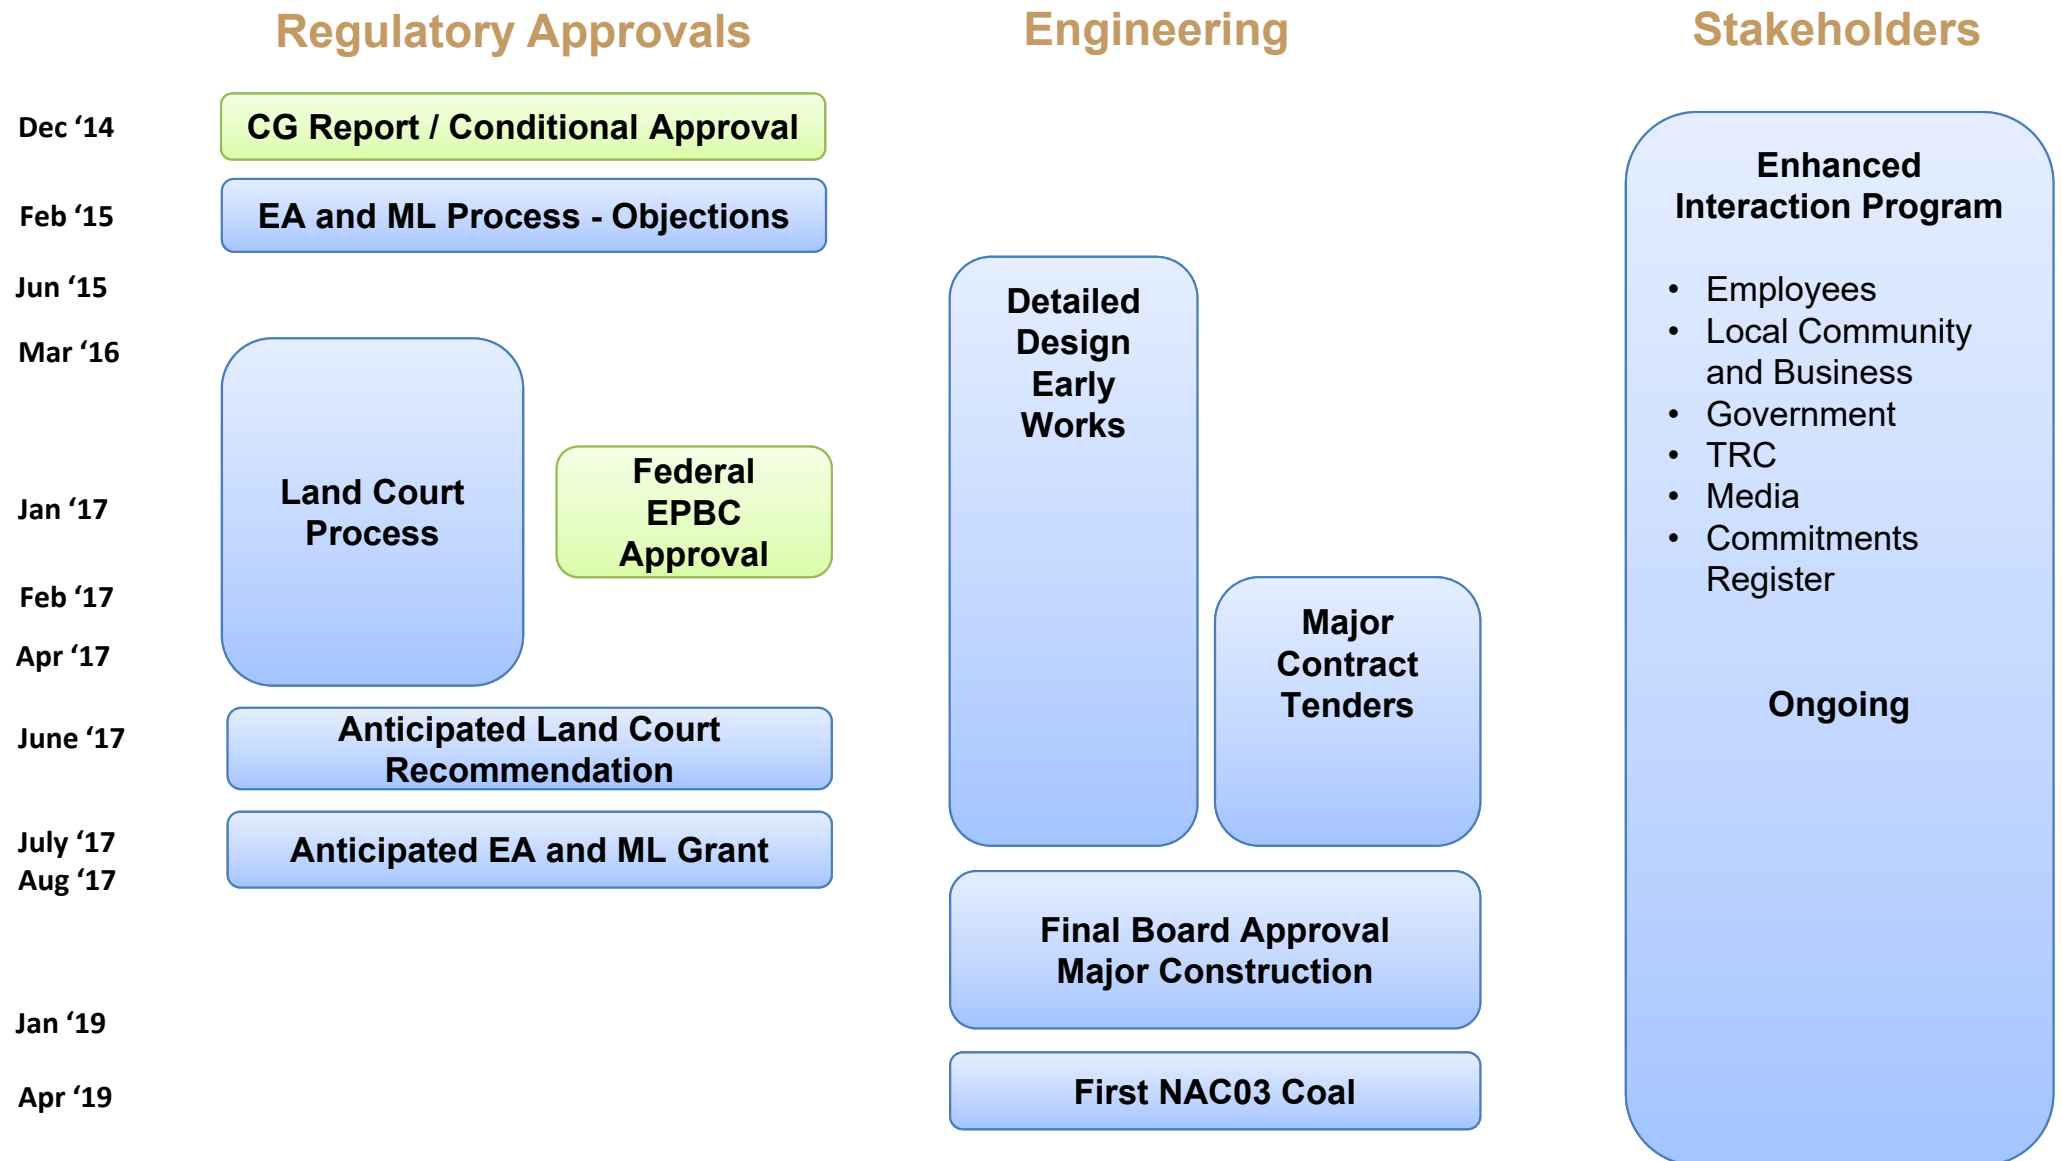 Regulatory Approvals
Engineering
Stakeholders
Dec ‘14
CG Report / Conditional Approval
Feb ‘15
EA and ML Process - Objections
Jun ‘15
Mar ‘16
Land Court
Process
Federal
EPBC
Approval
Jan ‘17
Feb ‘17
Apr ‘17
June ‘17
Anticipated Land Court
Recommendation
July ‘17
Anticipated EA and ML Grant
Aug ‘17
Jan ‘19
Apr ‘19
Detailed
Design
Early
Works
Major
Contract
Tenders
Final Board Approval
Major Construction
First NAC03 Coal
Enhanced
Interaction Program
• Employees
• Local Community
and Business
• Government
• TRC
• Media
• Commitments
Register
Ongoing